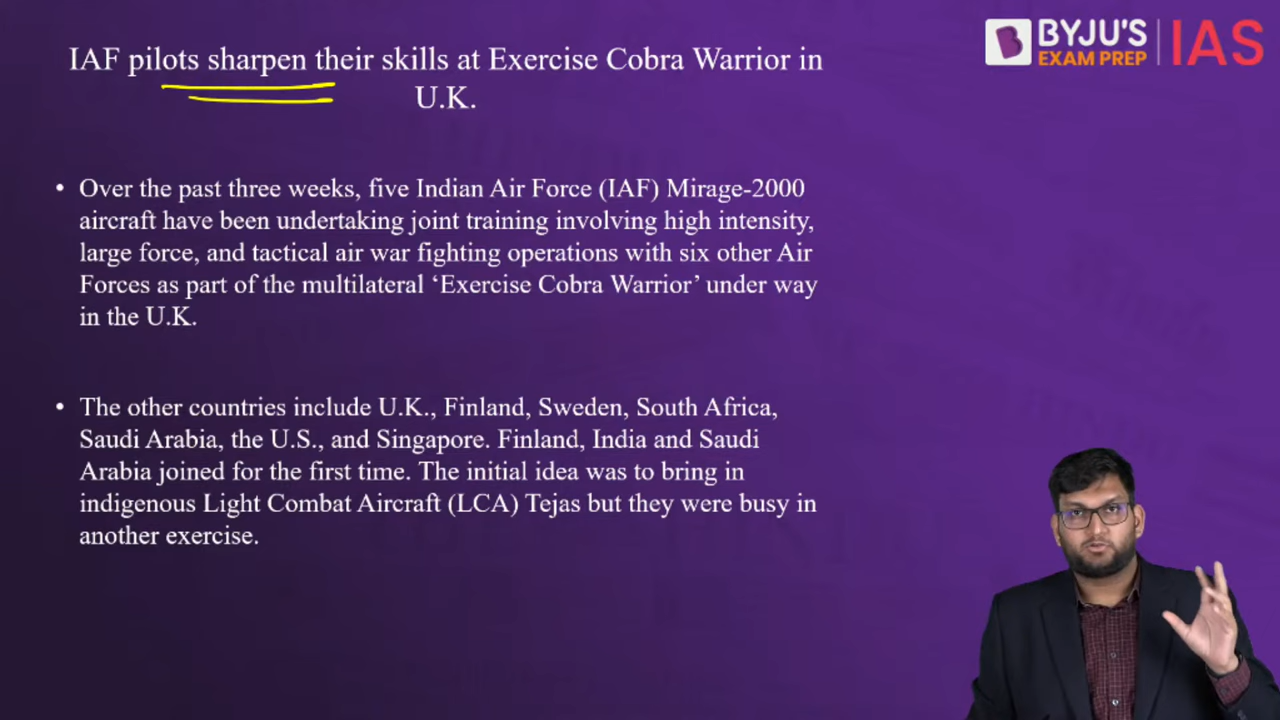 IAF pilots sharpen their skills at Exercise Cobra Warrior in
U.K.
BYJU'S
EXAM PREP
IAS
• Over the past three weeks, five Indian Air Force (IAF) Mirage-2000
aircraft have been undertaking joint training involving high intensity,
large force, and tactical air war fighting operations with six other Air
Forces as part of the multilateral ‘Exercise Cobra Warrior’ under way
in the U.K.
• The other countries include U.K., Finland, Sweden, South Africa,
Saudi Arabia, the U.S., and Singapore. Finland, India and Saudi
Arabia joined for the first time. The initial idea was to bring in
indigenous Light Combat Aircraft (LCA) Tejas but they were busy in
another exercise.